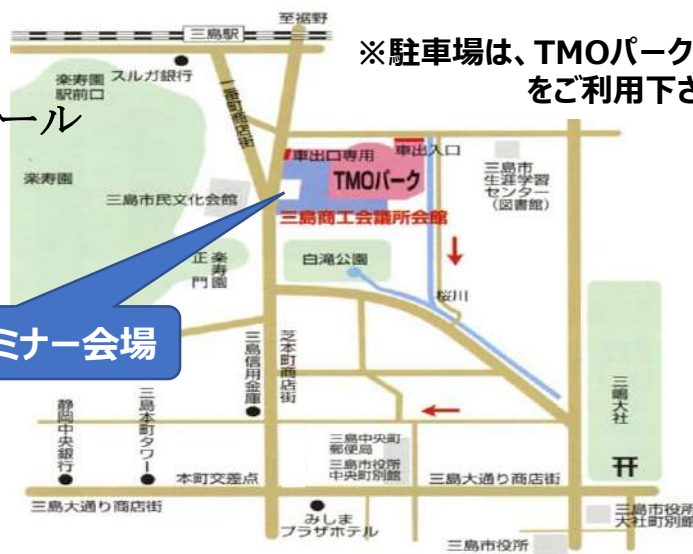 至裾野
三島駅
※駐車場は、TMOパーク
をご利用下さ
楽寿園
駅前口
スルガ銀行
ール
一番町商店街
車出口専用
車出入口
TMOパーク
三島市
生涯学習
センター
(図書館)
楽寿園
三島市民文化会館
三島商工会議所会館
楽寿園
正門
白滝公園
桜川
ミナー会場
三島信用金庫
芝本町商店街
三嶋大社
静岡中央銀行
三島本町タワー
三島中央町
郵便局
三島市役所
中央町別館
本町交差点
三島大通り商店街
三島大通り商店街
みしま
プラザホテル
三島市役所
大社町別館
三島市役所